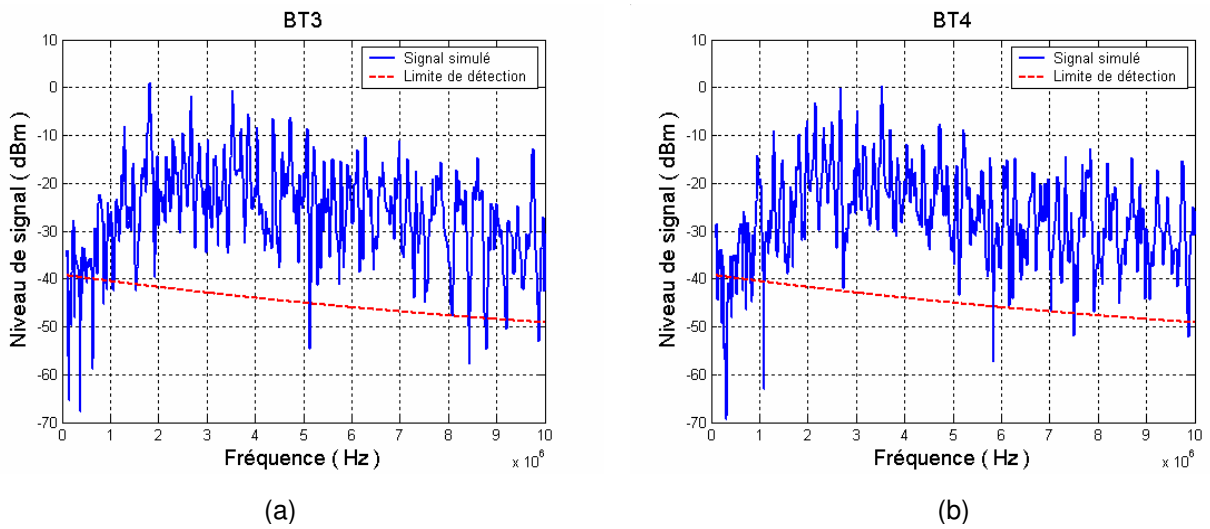 BT3
10
0
-10
-20
-30
-40
-50
-60
-70
Niveau de signal ( dBm )
Signal simulé
Limite de détection
0 1 2 3 4 5 6 7 8 9 10
Fréquence ( Hz )
x 10^6
(a)
BT4
10
0
-10
-20
-30
-40
-50
-60
-70
Niveau de signal ( dBm )
Signal simulé
Limite de détection
0 1 2 3 4 5 6 7 8 9 10
Fréquence ( Hz )
x 10^6
(b)